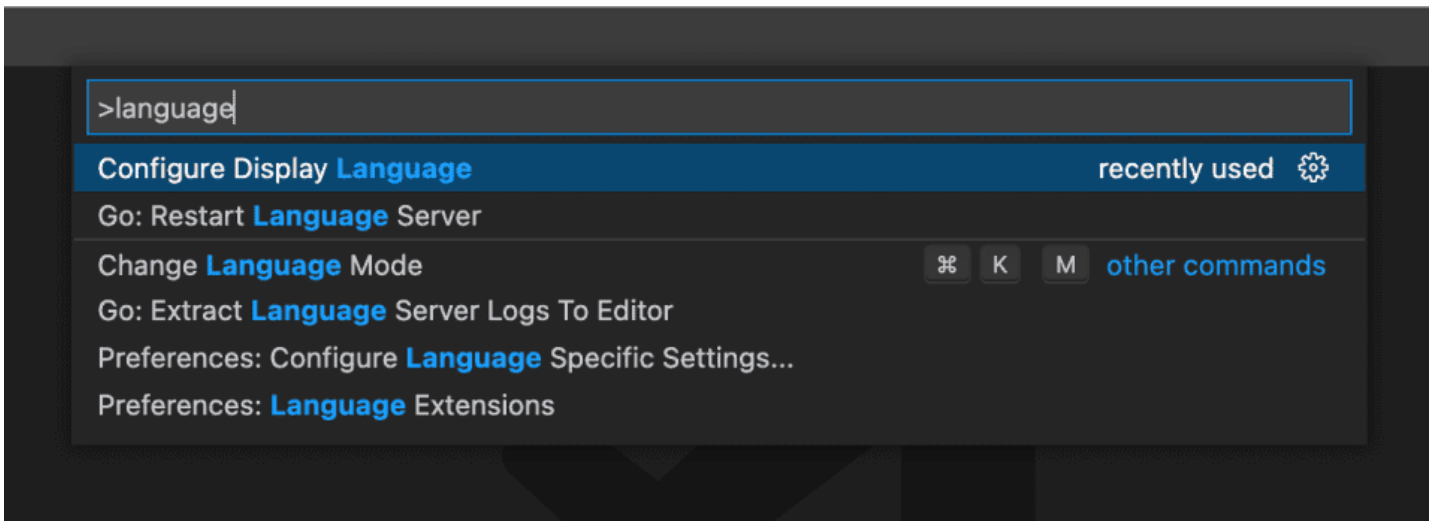 >language
Configure Display Language recently used
Go: Restart Language Server
Change Language Mode ⌘ K M other commands
Go: Extract Language Server Logs To Editor
Preferences: Configure Language Specific Settings...
Preferences: Language Extensions